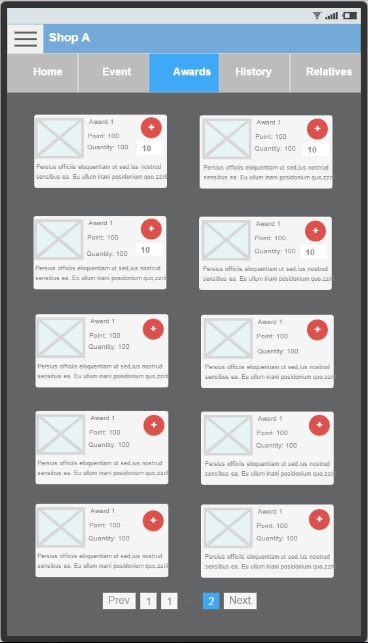 Shop A
Home Event Awards History Relatives
Award 1
Point: 100
Quantity: 100 10
Persius officiis eloquentiam ut sed,ius nostrud
sensibus ea. Eu ullum inani posidonium quo,zzril
Award 1
Point: 100
Quantity: 100 10
Persius officiis eloquentiam ut sed,ius nostrud
sensibus ea. Eu ullum inani posidonium quo,zzril
Award 1
Point: 100
Quantity: 100 10
Persius officiis eloquentiam ut sed,ius nostrud
sensibus ea. Eu ullum inani posidonium quo,zzril
Award 1
Point: 100
Quantity: 100 10
Persius officiis eloquentiam ut sed,ius nostrud
sensibus ea. Eu ullum inani posidonium quo,zzril
Award 1
Point: 100
Quantity: 100
Persius officiis eloquentiam ut sed,ius nostrud
sensibus ea. Eu ullum inani posidonium quo,zzril
Award 1
Point: 100
Quantity: 100
Persius officiis eloquentiam ut sed,ius nostrud
sensibus ea. Eu ullum inani posidonium quo,zzril
Award 1
Point: 100
Quantity: 100
Persius officiis eloquentiam ut sed,ius nostrud
sensibus ea. Eu ullum inani posidonium quo,zzril
Award 1
Point: 100
Quantity: 100
Persius officiis eloquentiam ut sed,ius nostrud
sensibus ea. Eu ullum inani posidonium quo,zzril
Award 1
Point: 100
Quantity: 100
Persius officiis eloquentiam ut sed,ius nostrud
sensibus ea. Eu ullum inani posidonium quo,zzril
Award 1
Point: 100
Quantity: 100
Persius officiis eloquentiam ut sed,ius nostrud
sensibus ea. Eu ullum inani posidonium quo,zzril
Prev 1 1 ... 2 Next